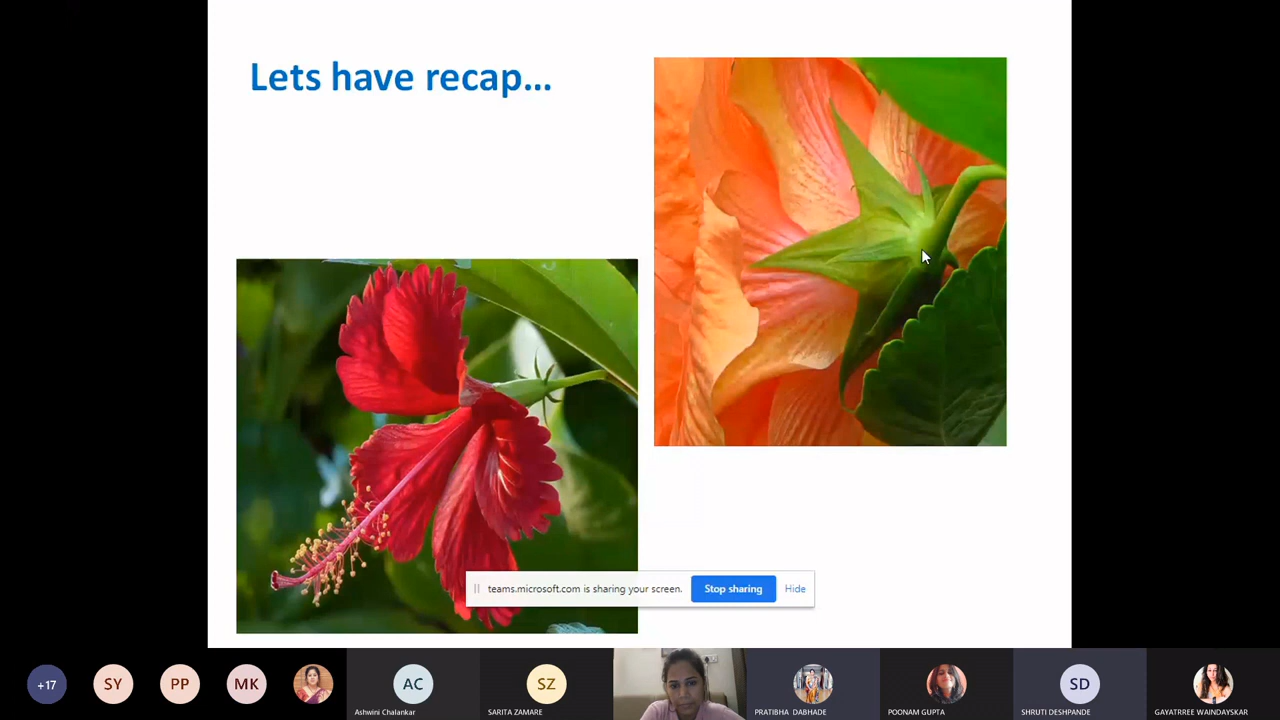 Lets have recap...
teams.microsoft.com is sharing your screen.
Stop sharing
Hide
+17
SY
PP
MK
AC
Ashwini Chalankar
SZ
SARITA ZAMARE
PRATIBHA DABHADE
POONAM GUPTA
SD
SHRUTI DESHPANDE
GAYATRREE WANDAYSKAR